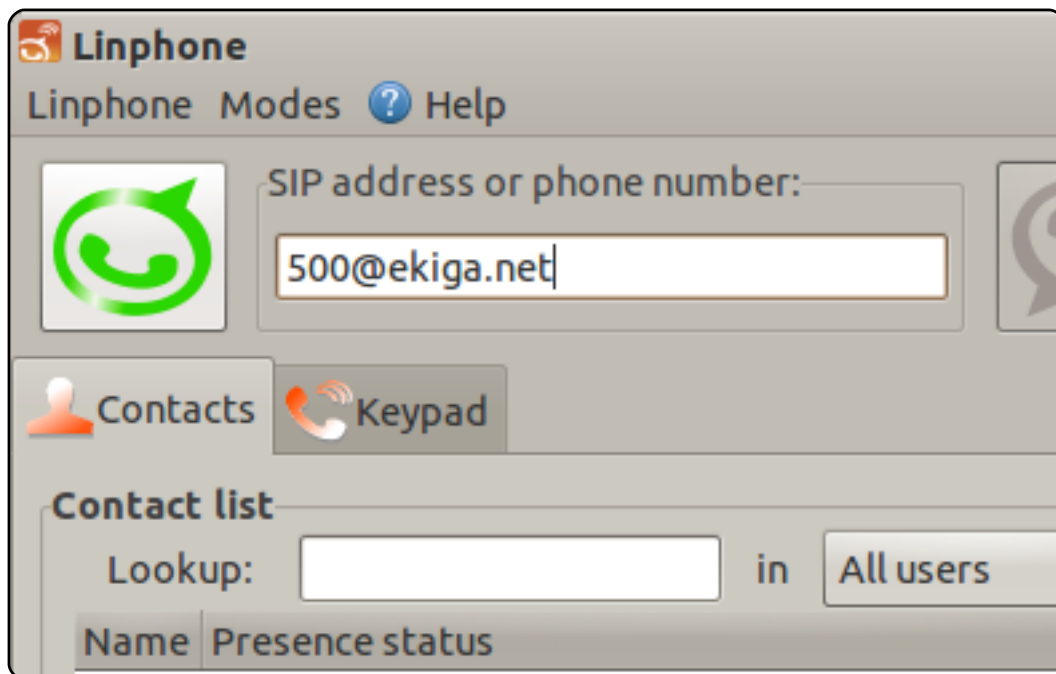 Linphone
Linphone Modes ? Help
SIP address or phone number:
500@ekiga.net
Contacts Keypad
Contact list
Lookup: in All users
Name Presence status